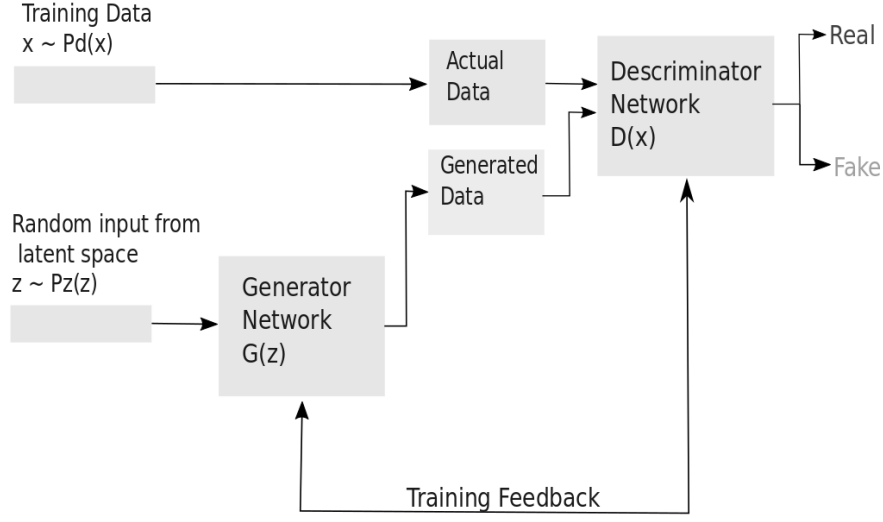 Training Data
x ~ Pd(x)
Actual
Data
Descriminator
Network
D(x)
Real
Fake
Generated
Data
Random input from
latent space
z ~ Pz(z)
Generator
Network
G(z)
Training Feedback